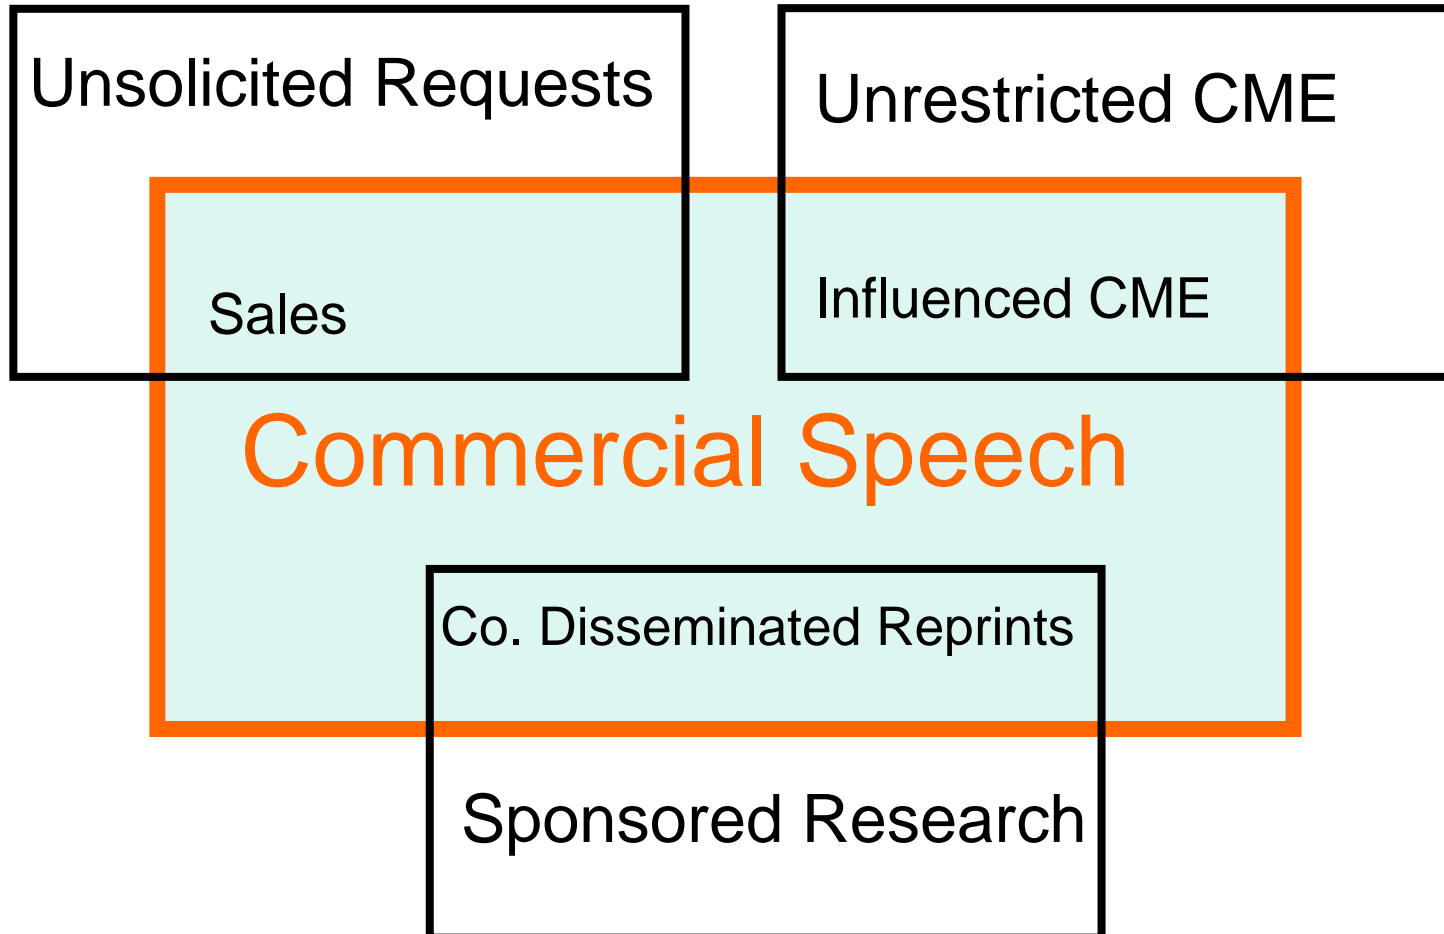 Unsolicited Requests
Unrestricted CME
Sales
Influenced CME
Commercial Speech
Co. Disseminated Reprints
Sponsored Research